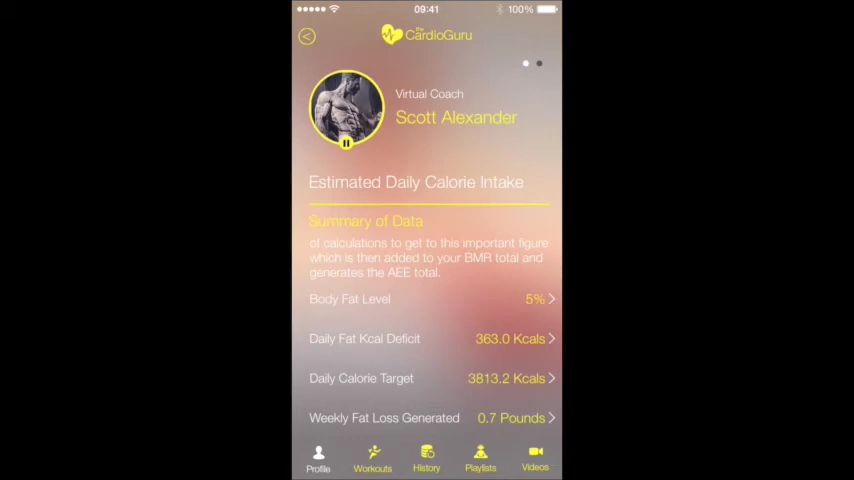 09:41
100%
the
CardioGuru
Virtual Coach
Scott Alexander
Estimated Daily Calorie Intake
Summary of Data
of calculations to get to this important figure
which is then added to your BMR total and
generates the AEE total.
Body Fat Level 5%
Daily Fat Kcal Deficit 363.0 Kcals
Daily Calorie Target 3813.2 Kcals
Weekly Fat Loss Generated 0.7 Pounds
Profile Workouts History Playlists Videos